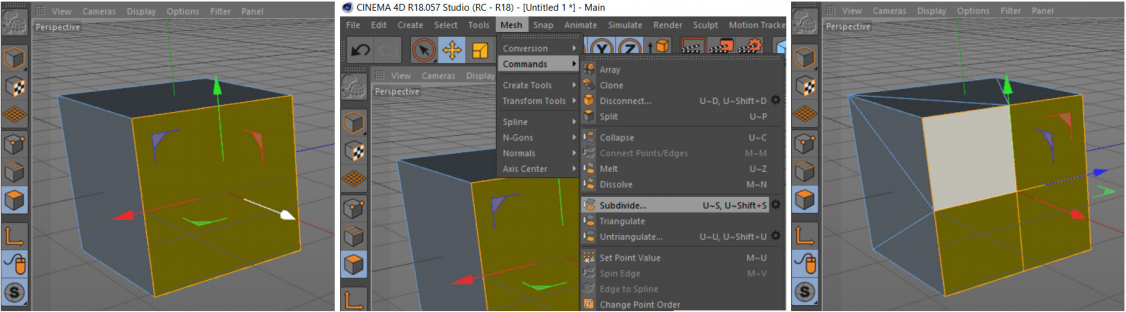 View Cameras Display Options Filter Panel
Perspective
S
CINEMA 4D R18.057 Studio (RC - R18) - [Untitled 1 *] - Main
File Edit Create Select Tools Mesh Snap Animate Simulate Render Sculpt Motion Tracke
Y Z
View Cameras Display
Perspective
Conversion
Commands
Create Tools
Transform Tools
Spline
N-Gons
Normals
Axis Center
Array
Clone
Disconnect... U~D, U~Shift+D
Split U~P
Collapse U~C
Connect Points/Edges M~M
Melt U~Z
Dissolve M~N
Subdivide... U~S, U~Shift+S
Triangulate
Untriangulate... U~U, U~Shift+U
Set Point Value M~U
Spin Edge M~V
Edge to Spline
Change Point Order
View Cameras Display Options Filter Panel
Perspective
S